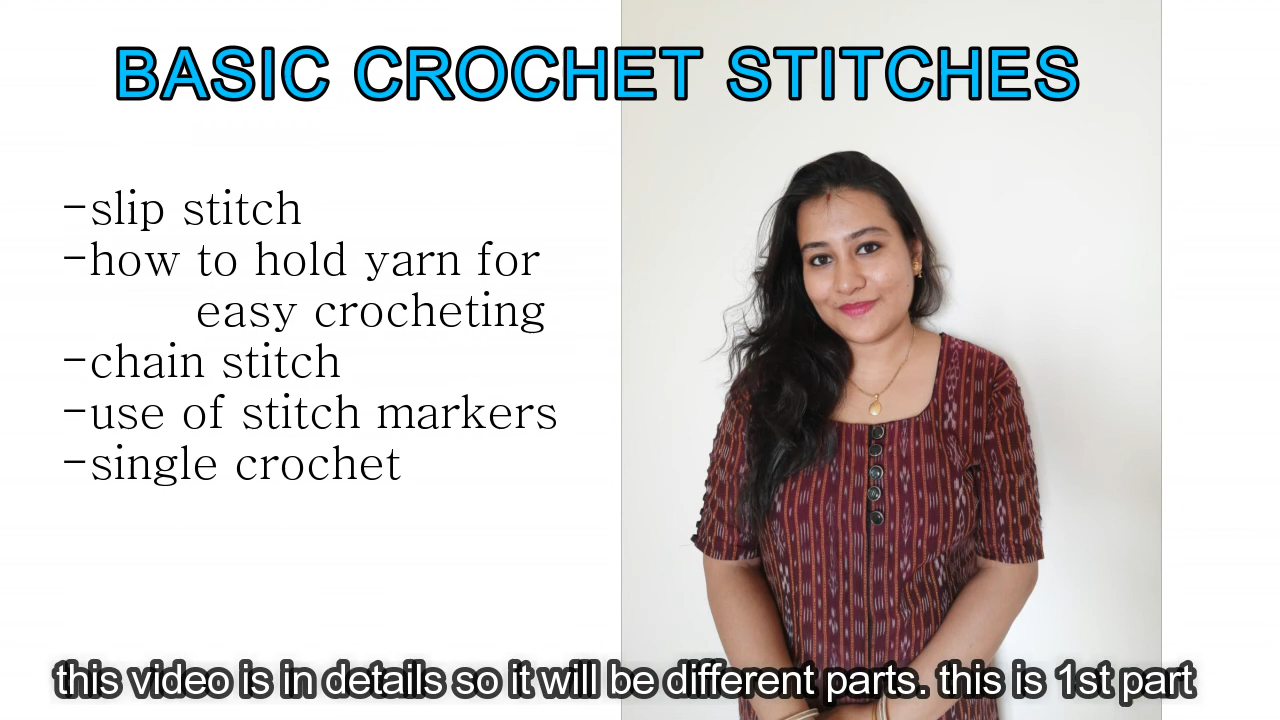 BASIC CROCHET STITCHES
-slip stitch
-how to hold yarn for
easy crocheting
-chain stitch
-use of stitch markers
-single crochet
this video is in details so it will be different parts. this is 1st part